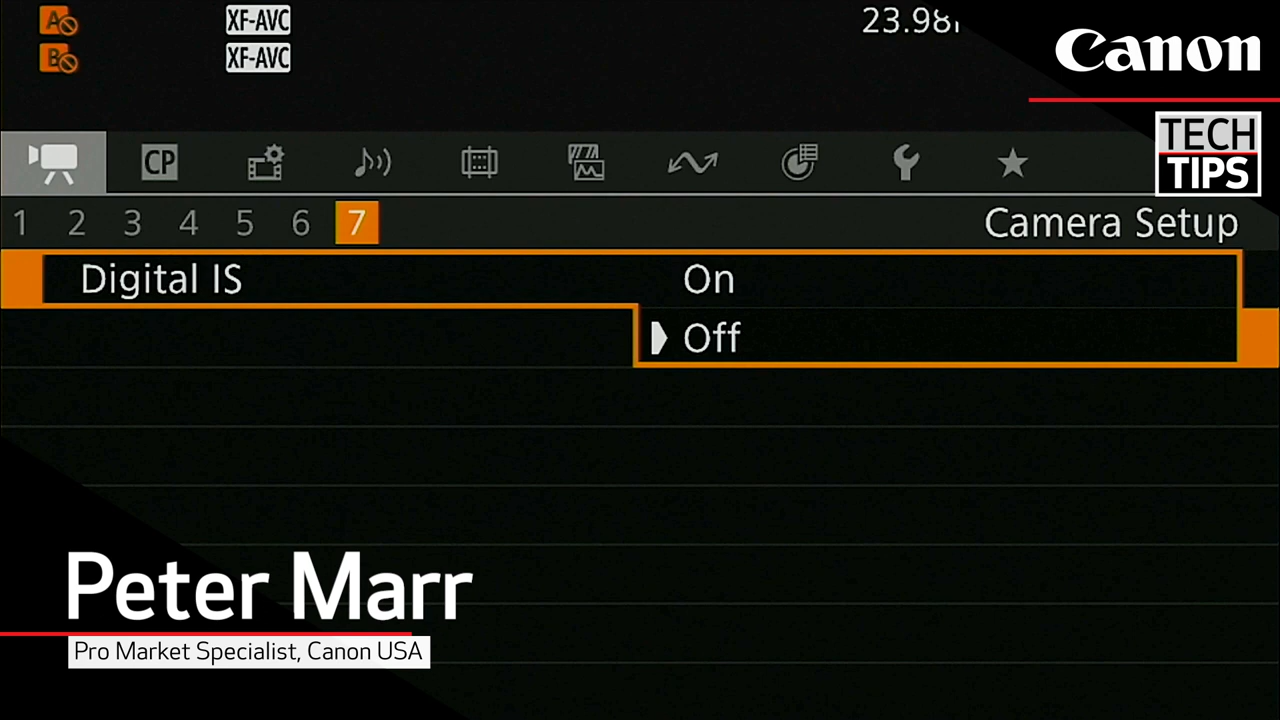 A
XF-AVC
23.98
B
XF-AVC
Canon
TECH
TIPS
CP
1 2 3 4 5 6 7
Camera Setup
Digital IS
On
Off
Peter Marr
Pro Market Specialist, Canon USA